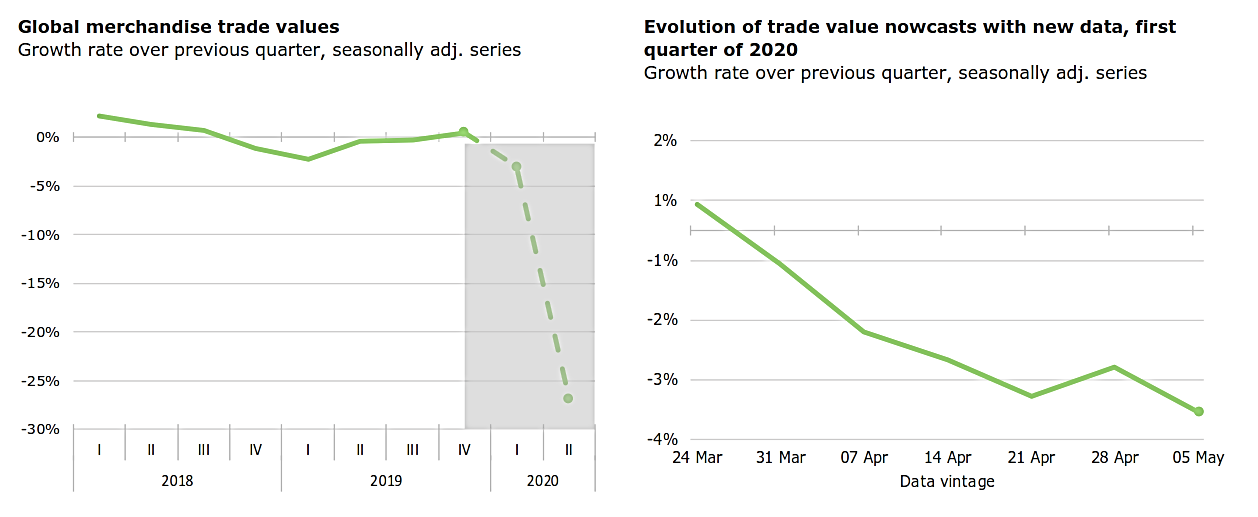 Global merchandise trade values
Growth rate over previous quarter, seasonally adj. series
0%
-5%
-10%
-15%
-20%
-25%
-30%
I II III IV I II III IV I II
2018 2019 2020
Evolution of trade value nowcasts with new data, first
quarter of 2020
Growth rate over previous quarter, seasonally adj. series
2%
1%
-1%
-2%
-3%
-4%
24 Mar 31 Mar 07 Apr 14 Apr 21 Apr 28 Apr 05 May
Data vintage